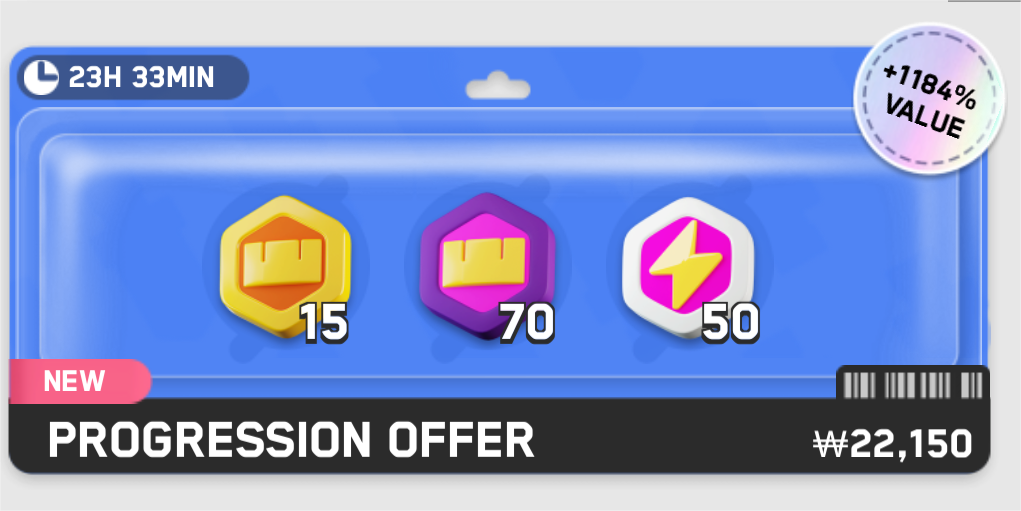 23H 33MIN
+1184%
VALUE
15
70
50
NEW
PROGRESSION OFFER
₩22,150